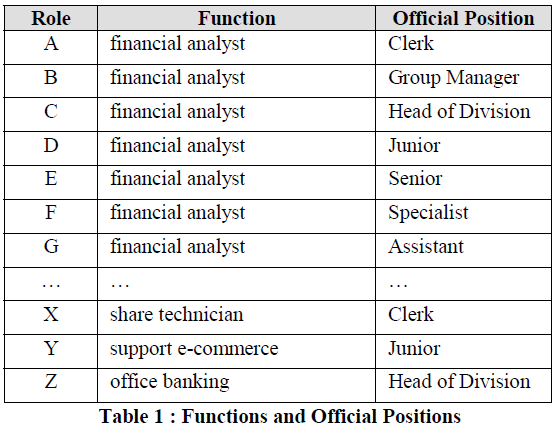 Role Function Official Position
A financial analyst Clerk
B financial analyst Group Manager
C financial analyst Head of Division
D financial analyst Junior
E financial analyst Senior
F financial analyst Specialist
G financial analyst Assistant
… … …
X share technician Clerk
Y support e-commerce Junior
Z office banking Head of Division
Table 1 : Functions and Official Positions